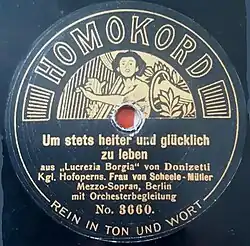 HOMOKORD
Um stets heiter und glücklich
zu leben
aus „Lucrezia Borgia" von Donizetti
Kgl. Hofoperns. Frau von Scheele-Müller
Mezzo-Sopran, Berlin
mit Orchesterbegleitung
No. 8660.
REIN IN TON UND WORT